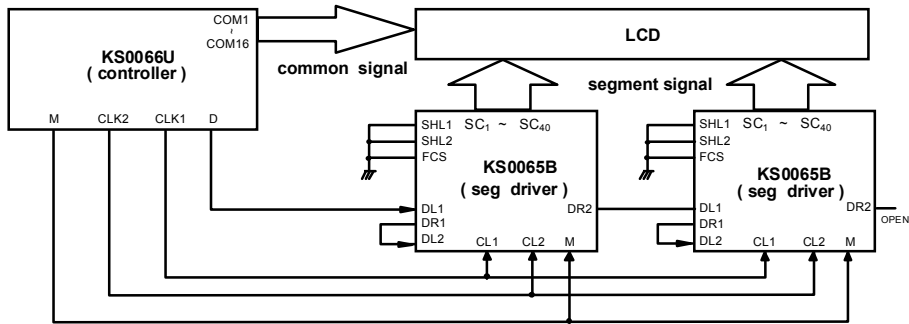 COM1
~
COM16
KS0066U
( controller )
M CLK2 CLK1 D
common signal
LCD
segment signal
SHL1
SHL2
FCS
SC1 ~ SC40
KS0065B
( seg driver )
DL1
DR1
DL2
DR2
CL1 CL2 M
SHL1
SHL2
FCS
SC1 ~ SC40
KS0065B
( seg driver )
DL1
DR1
DL2
DR2
OPEN
CL1 CL2 M